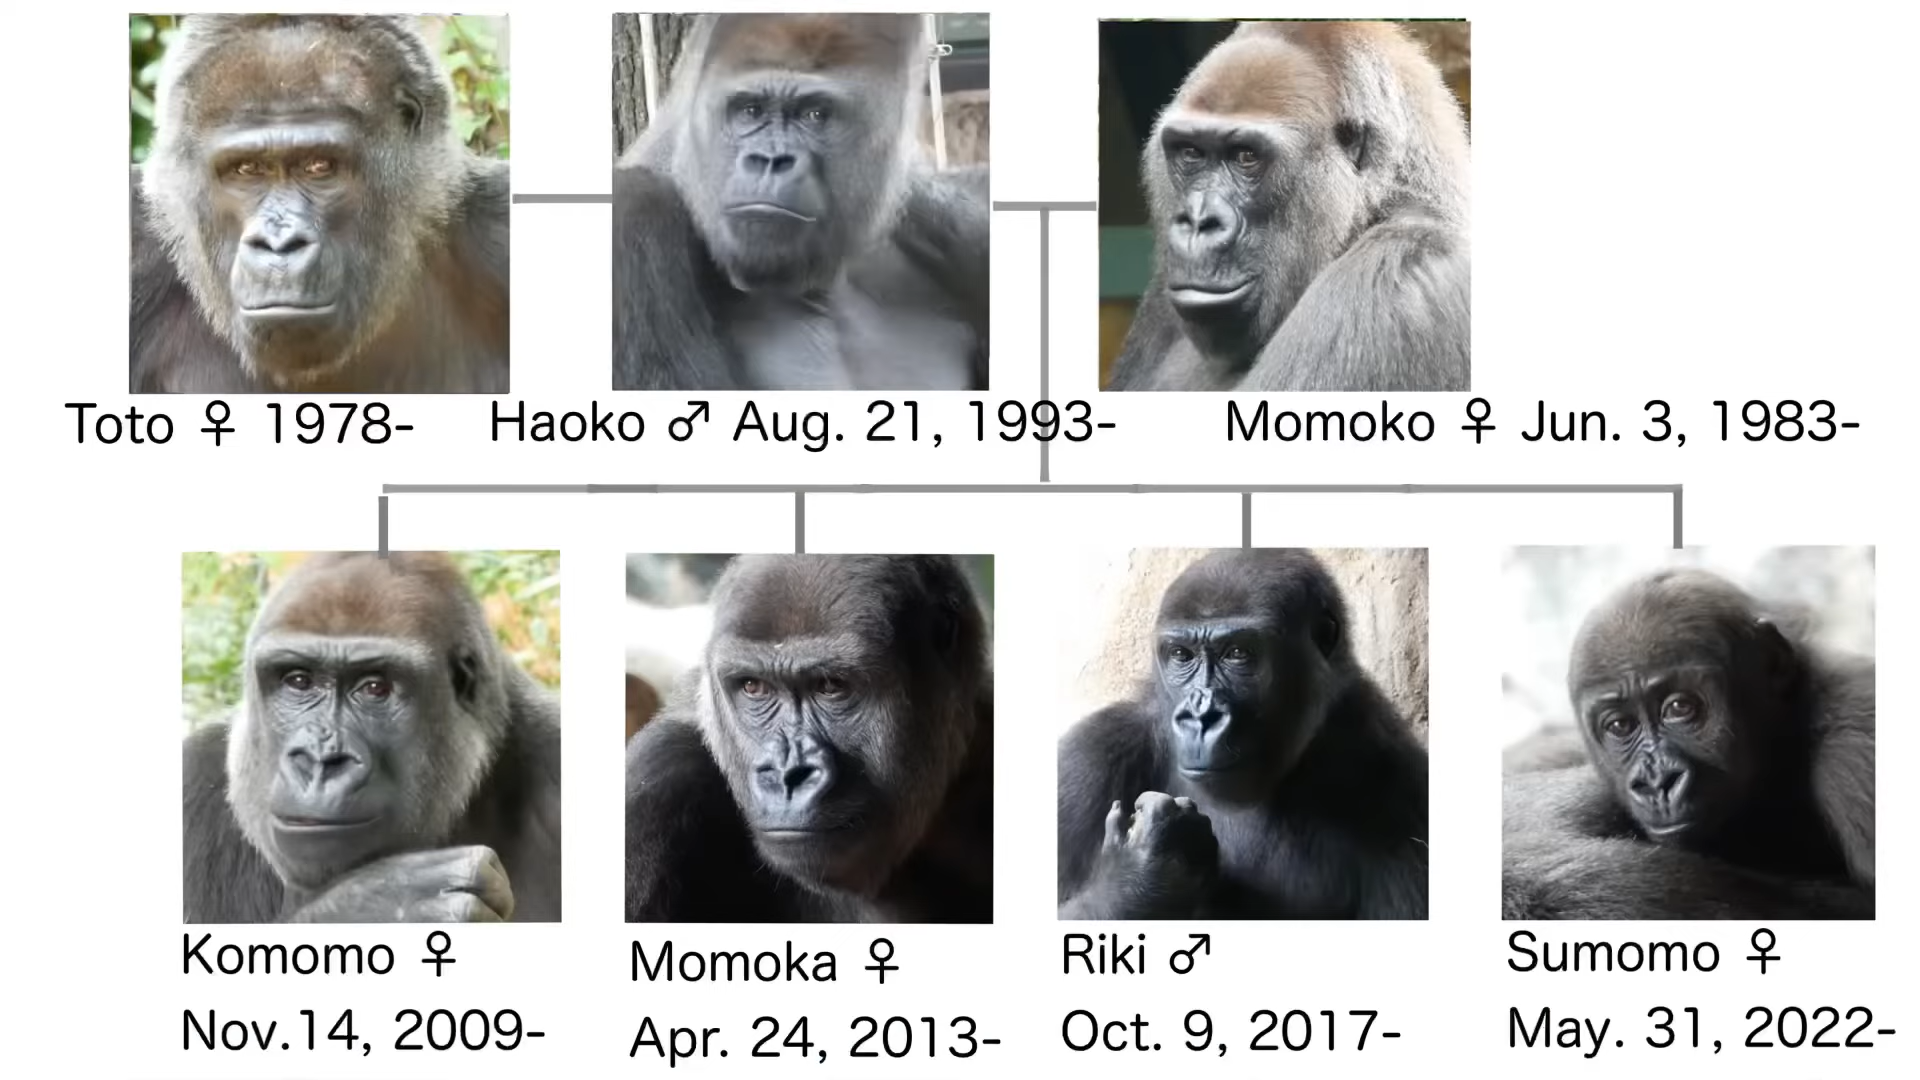 Toto ♀ 1978-
Haoko ♂ Aug. 21, 1993-
Momoko ♀ Jun. 3, 1983-
Komomo ♀
Nov.14, 2009-
Momoka ♀
Apr. 24, 2013-
Riki ♂
Oct. 9, 2017-
Sumomo ♀
May. 31, 2022-